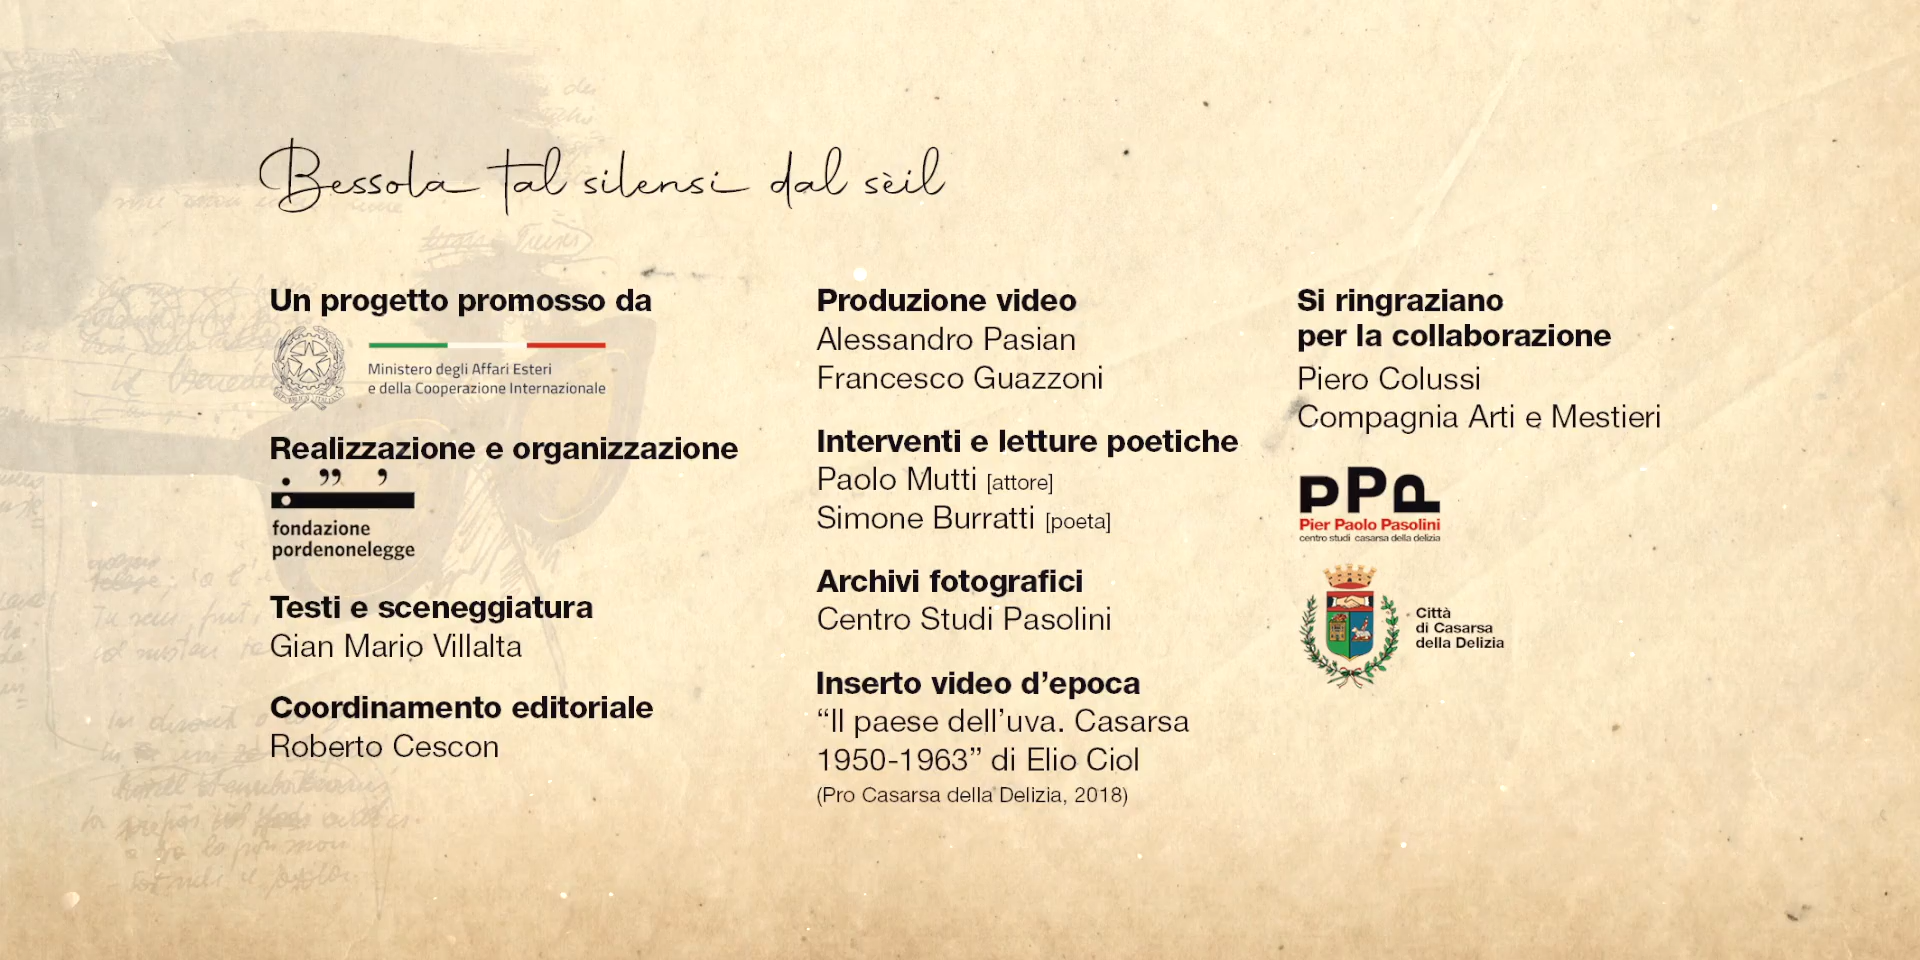 Bessola tal silensi dal sèil
Un progetto promosso da
Ministero degli Affari Esteri
e della Cooperazione Internazionale
Realizzazione e organizzazione
fondazione
pordenonelegge
Testi e sceneggiatura
Gian Mario Villalta
Coordinamento editoriale
Roberto Cescon
Produzione video
Alessandro Pasian
Francesco Guazzoni
Interventi e letture poetiche
Paolo Mutti [attore]
Simone Burratti [poeta]
Archivi fotografici
Centro Studi Pasolini
Inserto video d’epoca
“Il paese dell’uva. Casarsa
1950-1963” di Elio Ciol
(Pro Casarsa della Delizia, 2018)
Si ringraziano
per la collaborazione
Piero Colussi
Compagnia Arti e Mestieri
PPP
Pier Paolo Pasolini
centro studi casarsa della delizia
Città
di Casarsa
della Delizia